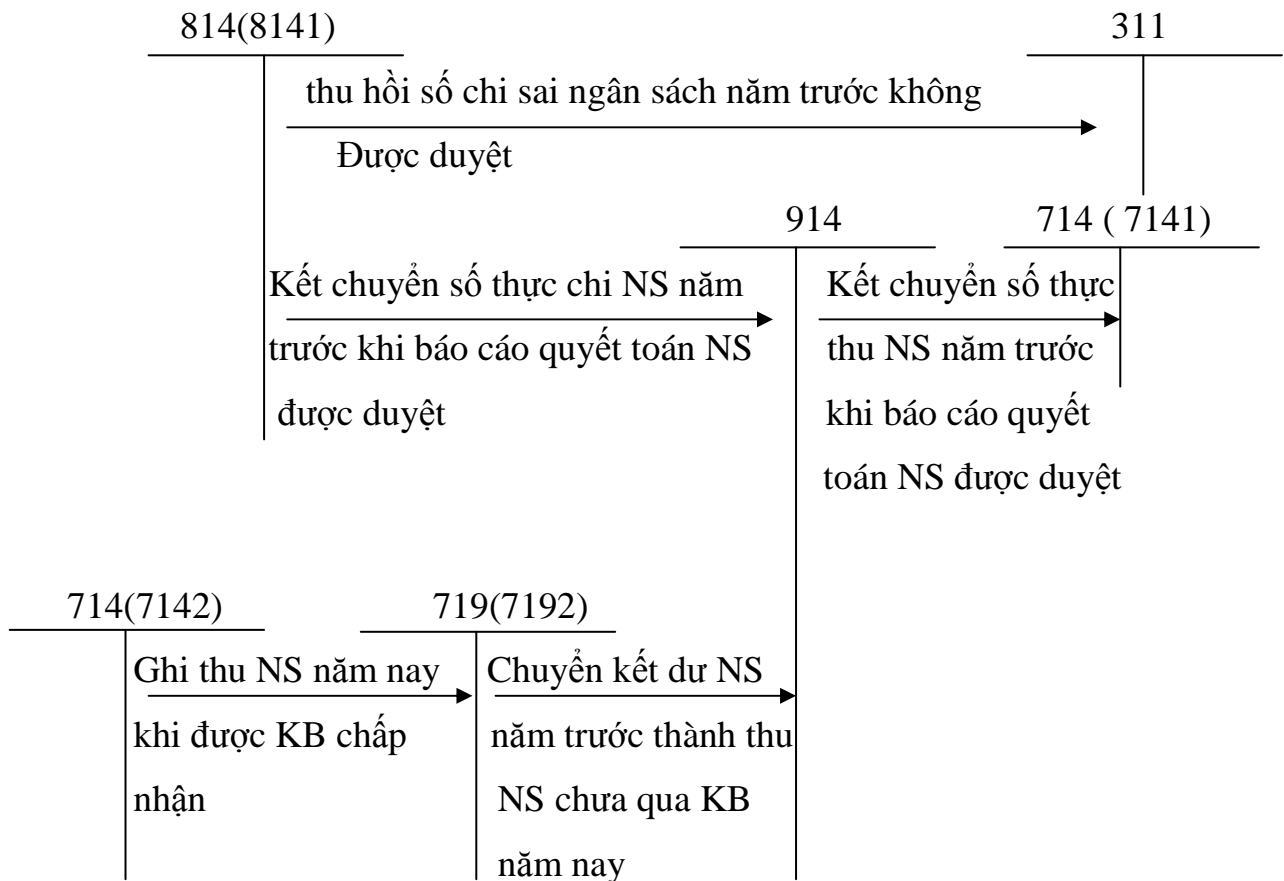 814(8141)
311
thu hồi số chi sai ngân sách năm trước không
Được duyệt
914
714 ( 7141)
Kết chuyển số thực chi NS năm
trước khi báo cáo quyết toán NS
được duyệt
Kết chuyển số thực
thu NS năm trước
khi báo cáo quyết
toán NS được duyệt
714(7142)
719(7192)
Ghi thu NS năm nay
khi được KB chấp
nhận
Chuyển kết dư NS
năm trước thành thu
NS chưa qua KB
năm nay